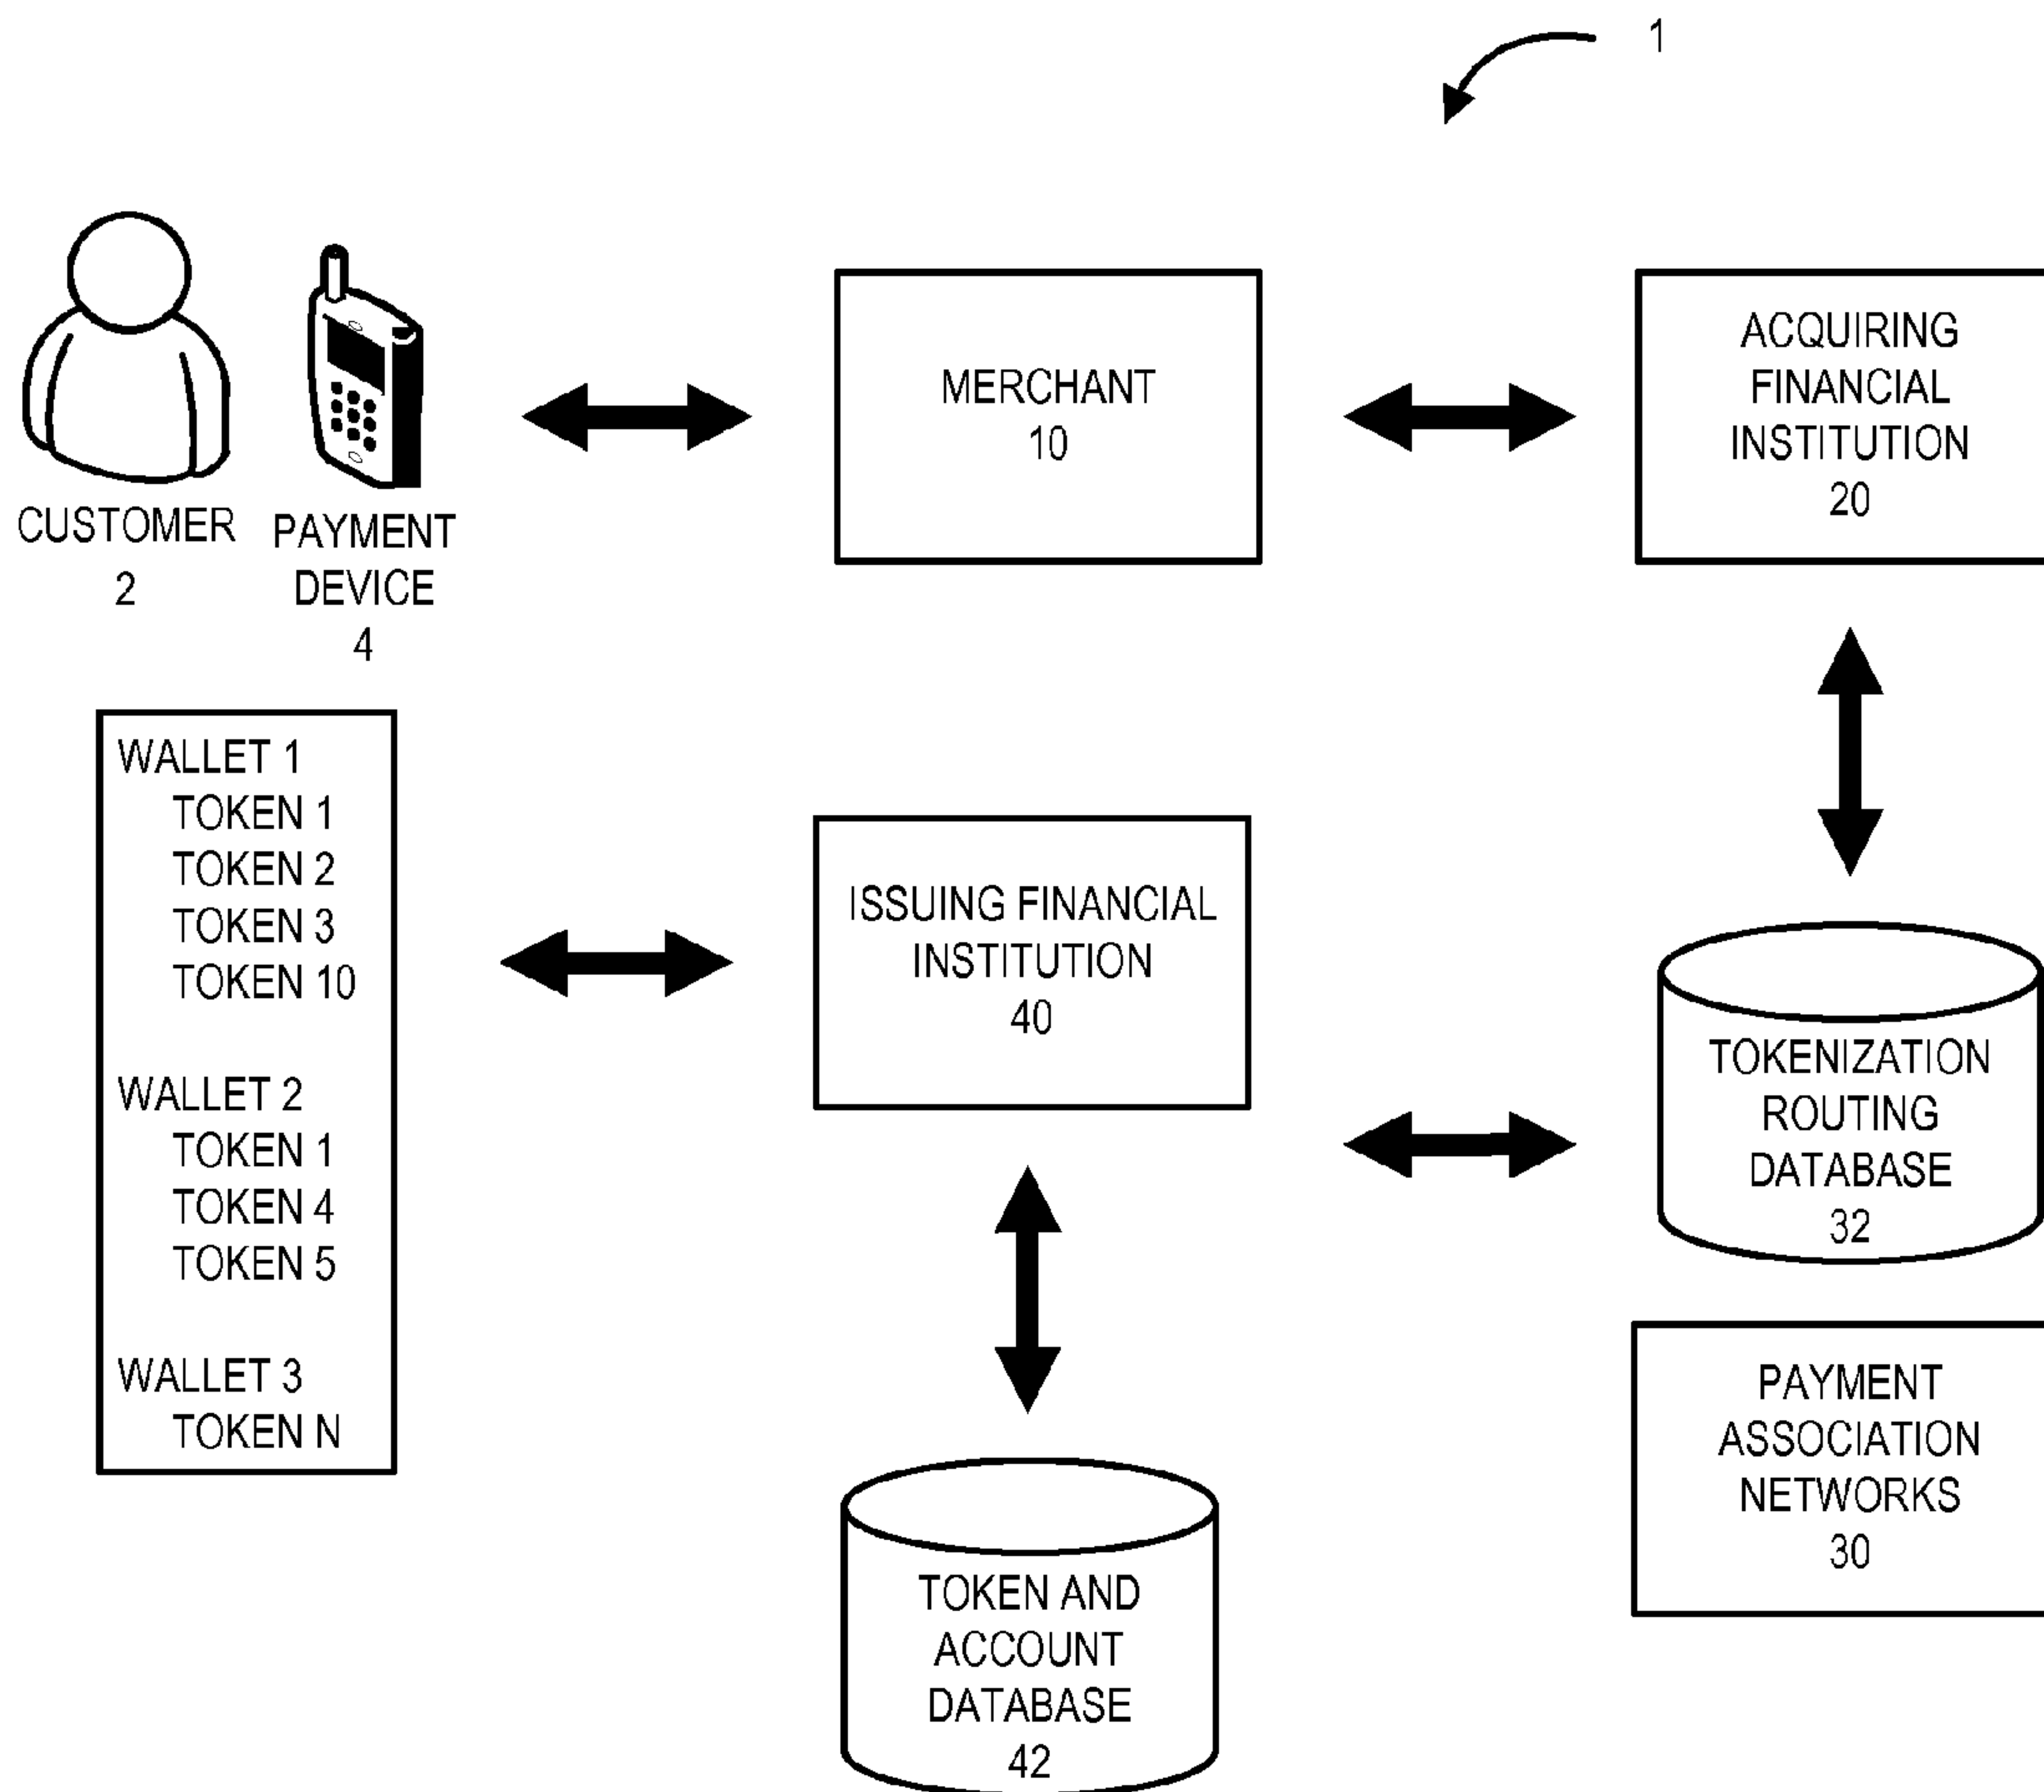 1
CUSTOMER
2
PAYMENT
DEVICE
4
MERCHANT
10
ACQUIRING
FINANCIAL
INSTITUTION
20
WALLET 1
TOKEN 1
TOKEN 2
TOKEN 3
TOKEN 10
WALLET 2
TOKEN 1
TOKEN 4
TOKEN 5
WALLET 3
TOKEN N
ISSUING FINANCIAL
INSTITUTION
40
TOKENIZATION
ROUTING
DATABASE
32
PAYMENT
ASSOCIATION
NETWORKS
30
TOKEN AND
ACCOUNT
DATABASE
42